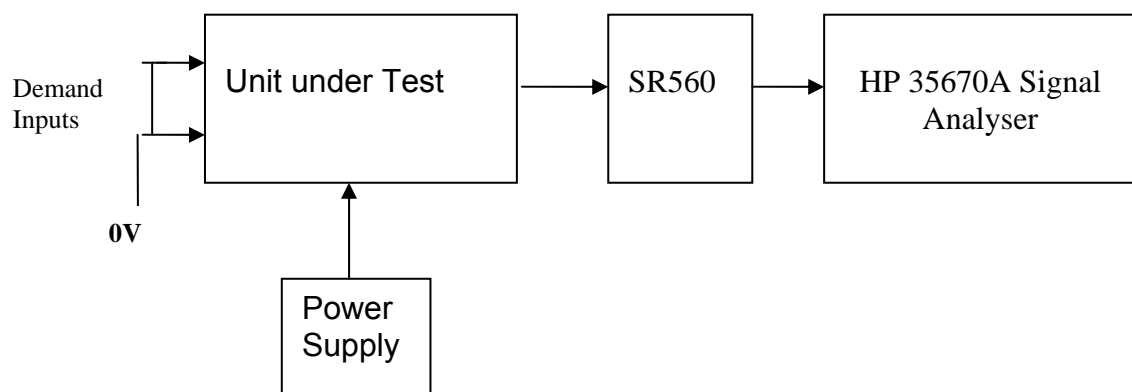 Demand
Inputs
0V
Unit under Test
Power
Supply
SR560
HP 35670A Signal
Analyser